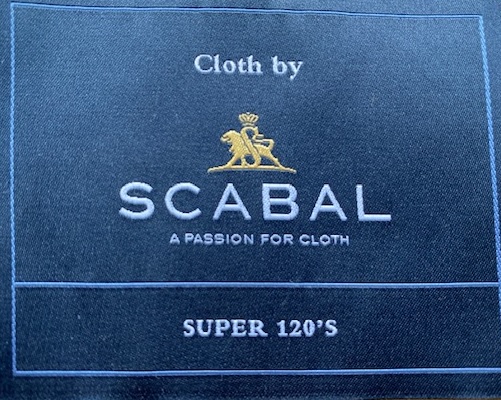 Cloth by
SCABAL
A PASSION FOR CLOTH
SUPER 120'S